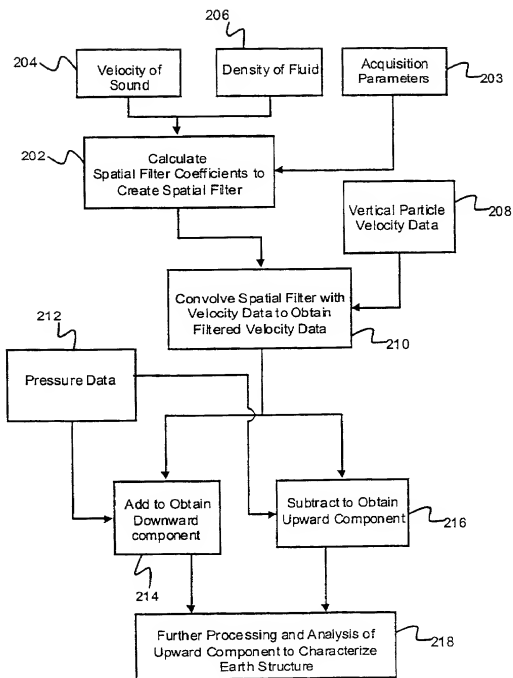 206
204
Velocity of
Sound
Density of Fluid
Acquisition
Parameters
203
202
Calculate
Spatial Filter Coefficients to
Create Spatial Filter
Vertical Particle
Velocity Data
208
Convolve Spatial Filter with
Velocity Data to Obtain
Filtered Velocity Data
210
212
Pressure Data
Add to Obtain
Downward
component
214
Subtract to Obtain
Upward Component
216
Further Processing and Analysis of
Upward Component to Characterize
Earth Structure
218